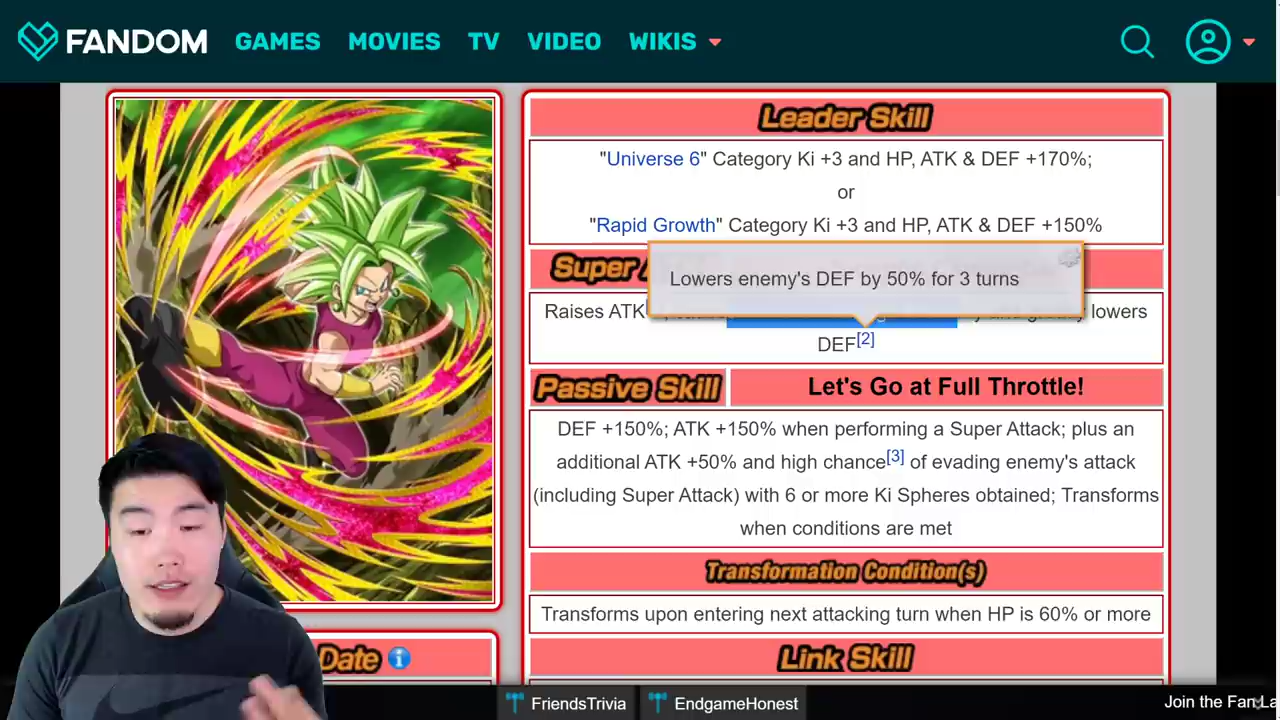 FANDOM GAMES MOVIES TV VIDEO WIKIS
Leader Skill
"Universe 6" Category Ki +3 and HP, ATK & DEF +170%;
or
"Rapid Growth" Category Ki +3 and HP, ATK & DEF +150%
Super
Lowers enemy's DEF by 50% for 3 turns
Raises ATK lowers
DEF[2]
Passive Skill Let's Go at Full Throttle!
DEF +150%; ATK +150% when performing a Super Attack; plus an
additional ATK +50% and high chance[3] of evading enemy's attack
(including Super Attack) with 6 or more Ki Spheres obtained; Transforms
when conditions are met
Transformation Condition(s)
Transforms upon entering next attacking turn when HP is 60% or more
Date i
Link Skill
FriendsTrivia EndgameHonest Join the Fan La